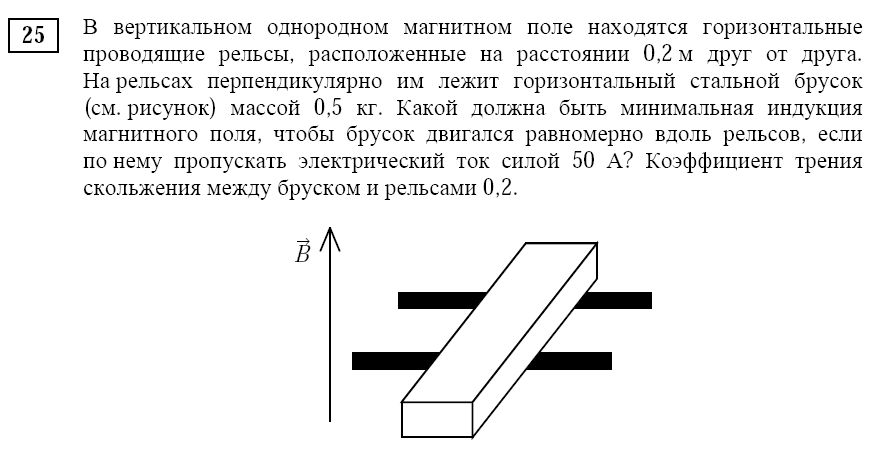 25
В вертикальном однородном магнитном поле находятся горизонтальные
проводящие рельсы, расположенные на расстоянии 0,2 м друг от друга.
На рельсах перпендикулярно им лежит горизонтальный стальной брусок
(см. рисунок) массой 0,5 кг. Какой должна быть минимальная индукция
магнитного поля, чтобы брусок двигался равномерно вдоль рельсов, если
по нему пропускать электрический ток силой 50 А? Коэффициент трения
скольжения между бруском и рельсами 0,2.
B